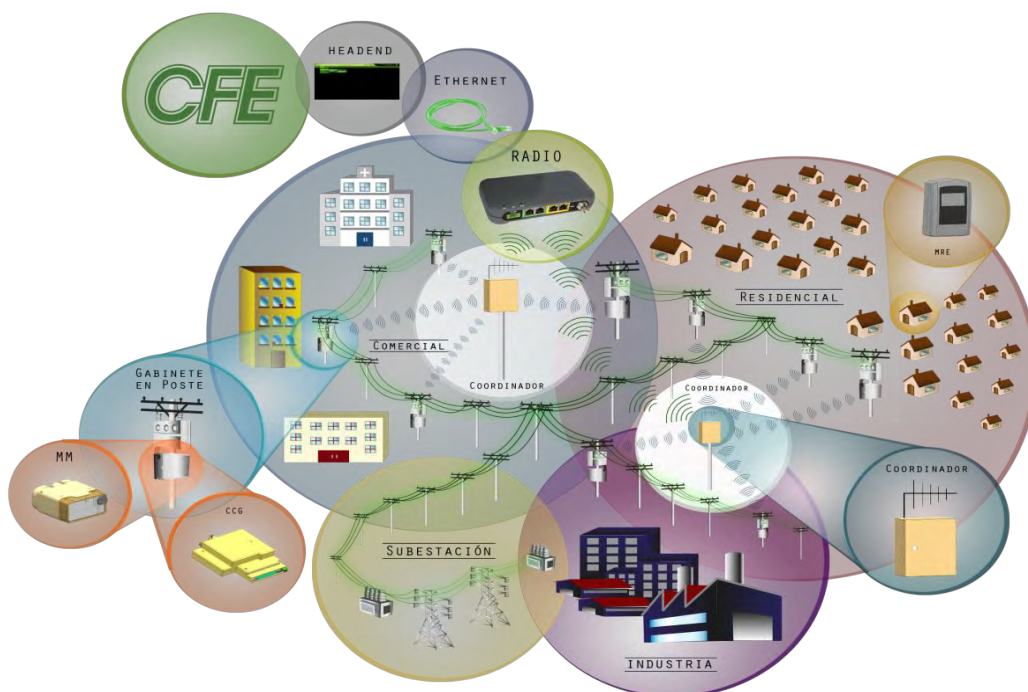 CFE
HEADEND
ETHERNET
RADIO
MRE
RESIDENCIAL
COMERCIAL
COORDINADOR
COORDINADOR
GABINETE
EN POSTE
MM
CCG
COORDINADOR
SUBESTACIÓN
INDUSTRIA